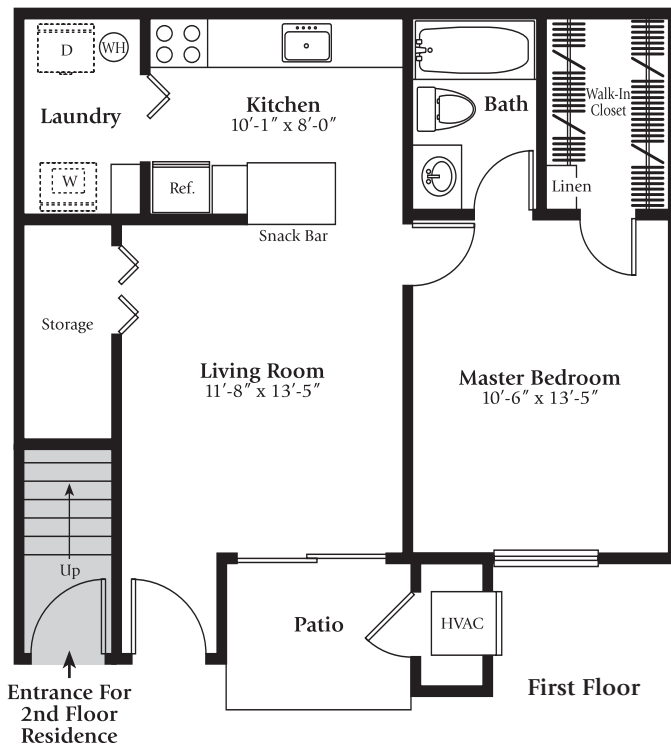 D
WH
Laundry
W
Kitchen
10'-1" x 8'-0"
Ref.
Snack Bar
Bath
Walk-In
Closet
Linen
Storage
Living Room
11'-8" x 13'-5"
Master Bedroom
10'-6" x 13'-5"
Up
Patio
HVAC
Entrance For
2nd Floor
Residence
First Floor